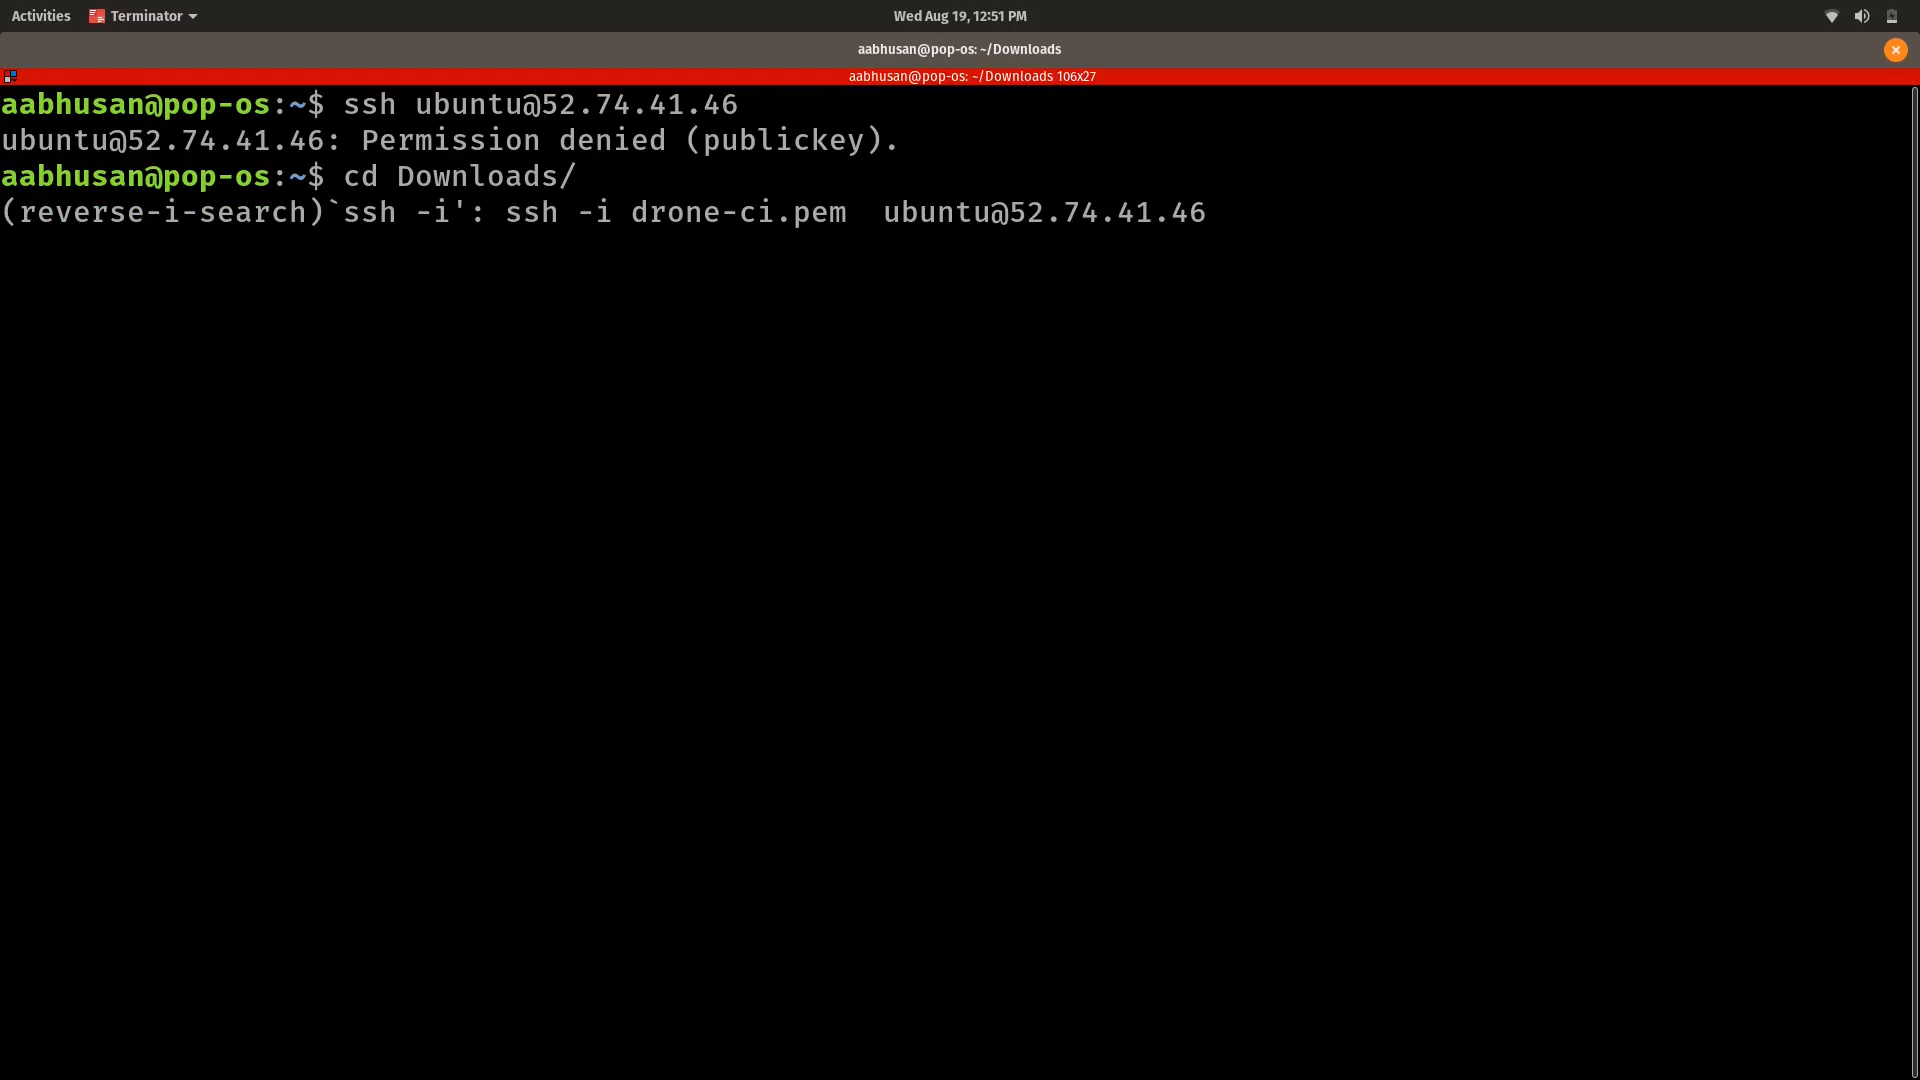 Activities Terminator Wed Aug 19, 12:51 PM
aabhusan@pop-os: ~/Downloads
aabhusan@pop-os: ~/Downloads 106x27
aabhusan@pop-os:~$ ssh ubuntu@52.74.41.46
ubuntu@52.74.41.46: Permission denied (publickey).
aabhusan@pop-os:~$ cd Downloads/
(reverse-i-search)`ssh -i': ssh -i drone-ci.pem  ubuntu@52.74.41.46